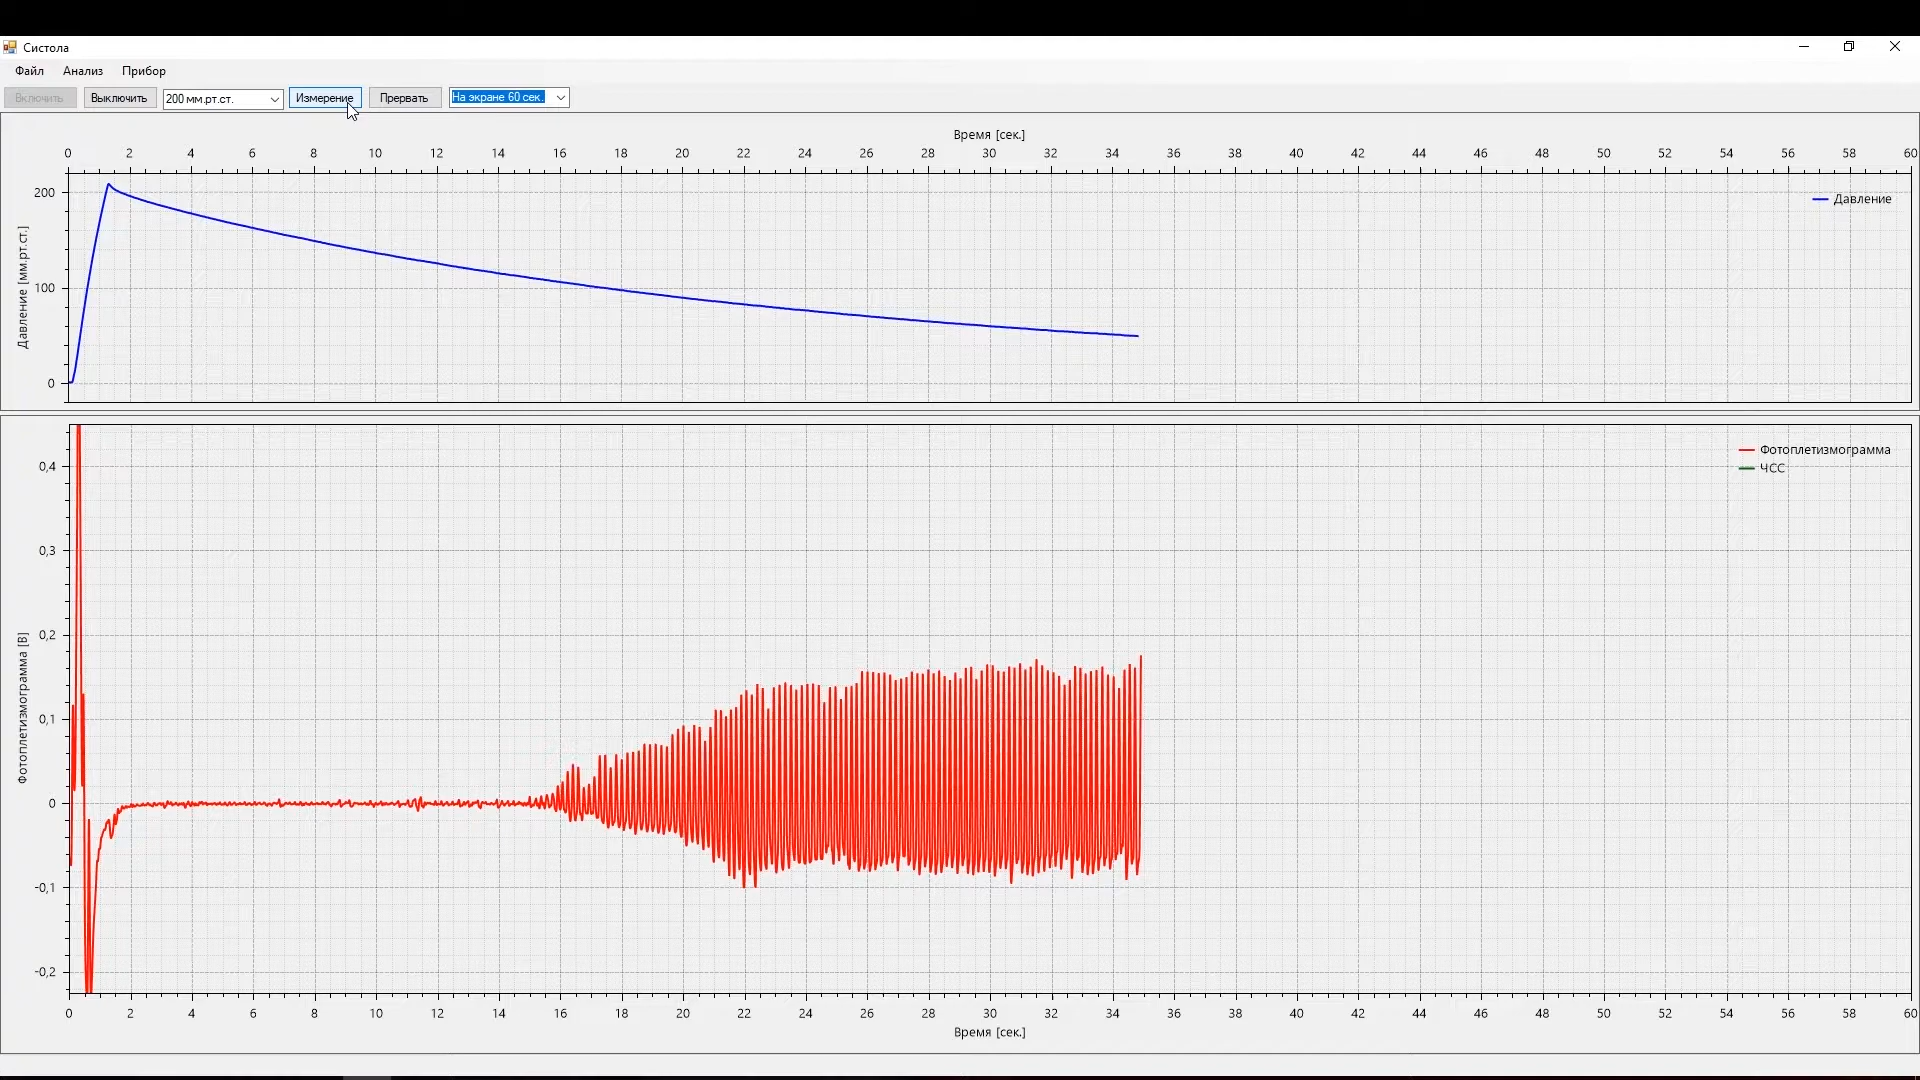 Систола
Файл Анализ Прибор
Включить Выключить 200 мм.рт.ст. Измерение Прервать На экране 60 сек.
Время [сек.]
0 2 4 6 8 10 12 14 16 18 20 22 24 26 28 30 32 34 36 38 40 42 44 46 48 50 52 54 56 58 60
200
100
0
Давление [мм.рт.ст.]
Давление
0,4
0,3
0,2
0,1
0
-0,1
-0,2
Фотоплетизмограмма [В]
Фотоплетизмограмма
ЧСС
0 2 4 6 8 10 12 14 16 18 20 22 24 26 28 30 32 34 36 38 40 42 44 46 48 50 52 54 56 58 60
Время [сек.]